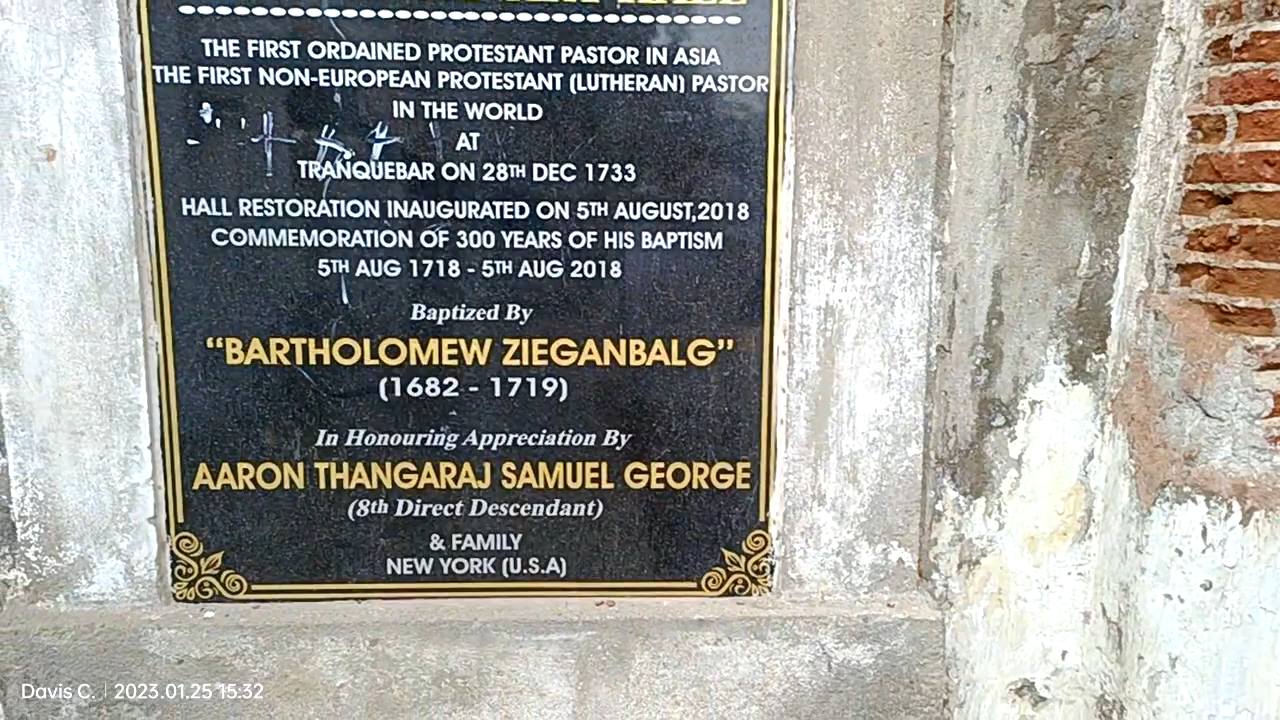 THE FIRST ORDAINED PROTESTANT PASTOR IN ASIA
THE FIRST NON-EUROPEAN PROTESTANT (LUTHERAN) PASTOR
IN THE WORLD
AT
TRANQUEBAR ON 28TH DEC 1733
HALL RESTORATION INAUGURATED ON 5TH AUGUST,2018
COMMEMORATION OF 300 YEARS OF HIS BAPTISM
5TH AUG 1718 - 5TH AUG 2018
Baptized By
“BARTHOLOMEW ZIEGANBALG”
(1682 - 1719)
In Honouring Appreciation By
AARON THANGARAJ SAMUEL GEORGE
(8th Direct Descendant)
& FAMILY
NEW YORK (U.S.A)
Davis C. | 2023.01.25 15:32